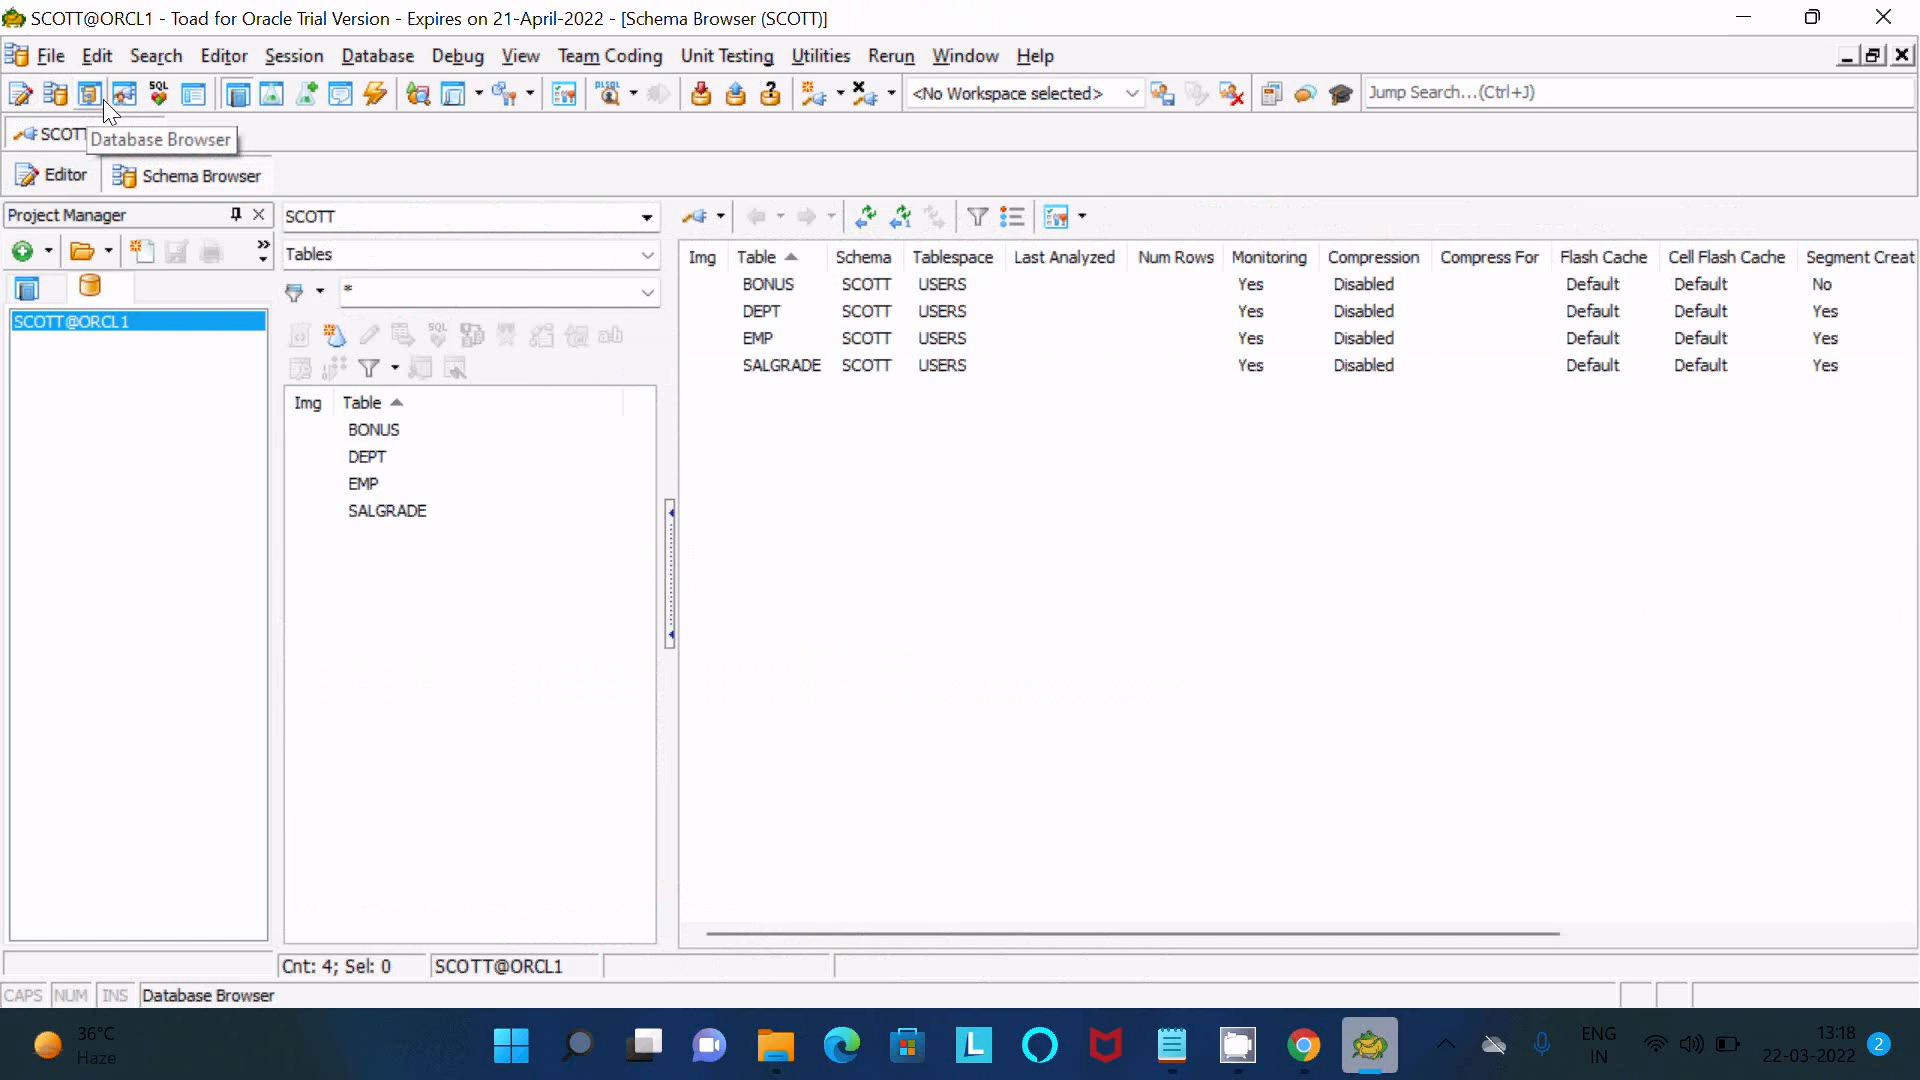 SCOTT@ORCL1 - Toad for Oracle Trial Version - Expires on 21-April-2022 - [Schema Browser (SCOTT)]
File Edit Search Editor Session Database Debug View Team Coding Unit Testing Utilities Rerun Window Help
SQL <No Workspace selected> Jump Search...(Ctrl+J)
SCOTT
Database Browser
Editor Schema Browser
Project Manager SCOTT
Tables
*
SCOTT@ORCL1
Img Table
BONUS
DEPT
EMP
SALGRADE
Img Table Schema Tablespace Last Analyzed Num Rows Monitoring Compression Compress For Flash Cache Cell Flash Cache Segment Creat
BONUS SCOTT USERS Yes Disabled Default Default No
DEPT SCOTT USERS Yes Disabled Default Default Yes
EMP SCOTT USERS Yes Disabled Default Default Yes
SALGRADE SCOTT USERS Yes Disabled Default Default Yes
Cnt: 4; Sel: 0 SCOTT@ORCL1
CAPS NUM INS Database Browser
36°C
Haze
ENG
IN
13:18
22-03-2022
2